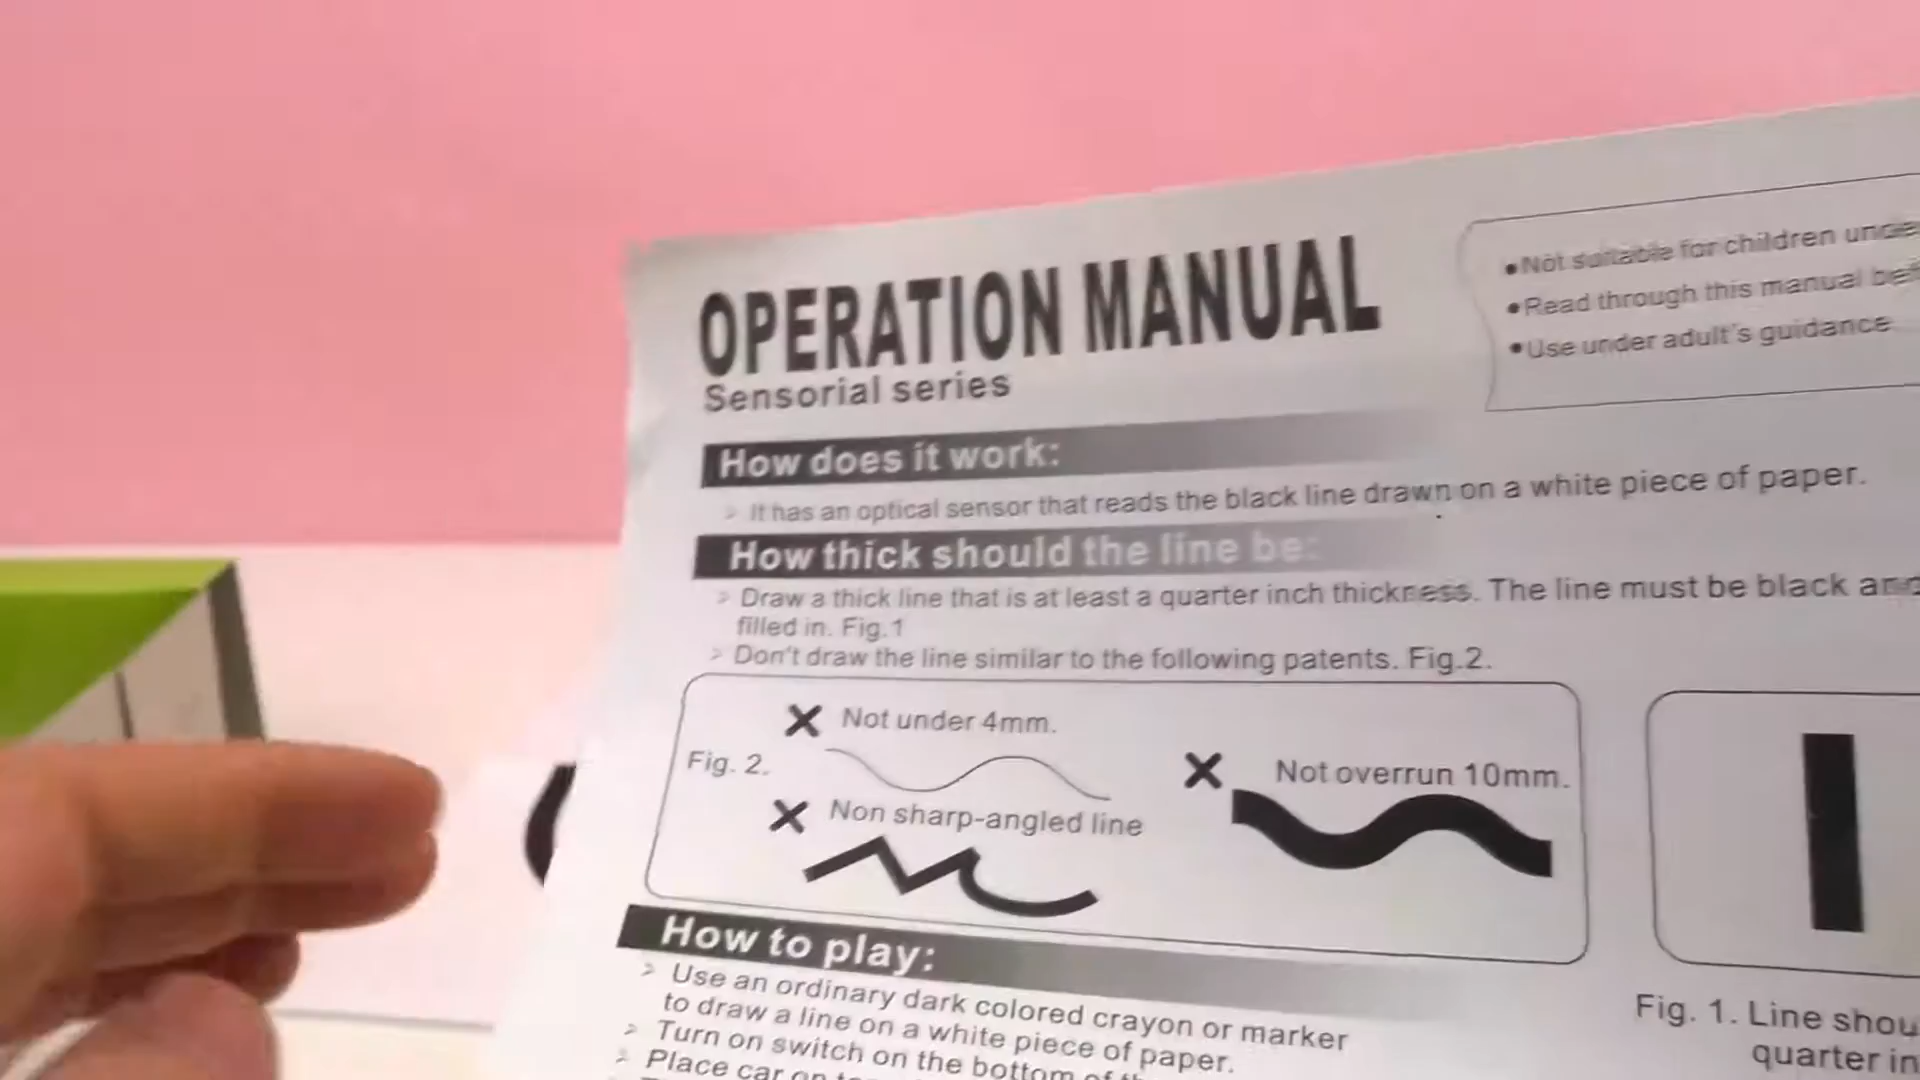 OPERATION MANUAL
Sensorial series
●Not suitable for children
●Read through this manual
●Use under adult's guidance
How does it work:
> It has an optical sensor that reads the black line drawn on a white piece of paper.
How thick should the line be:
> Draw a thick line that is at least a quarter inch thickness. The line must be black and
filled in. Fig.1
> Don't draw the line similar to the following patents. Fig.2.
✕ Not under 4mm.
Fig. 2.
✕ Not overrun 10mm.
✕ Non sharp-angled line
How to play:
> Use an ordinary dark colored crayon or marker
to draw a line on a white piece of paper.
> Turn on switch on the bottom of
> Place car on
Fig. 1. Line
quarter